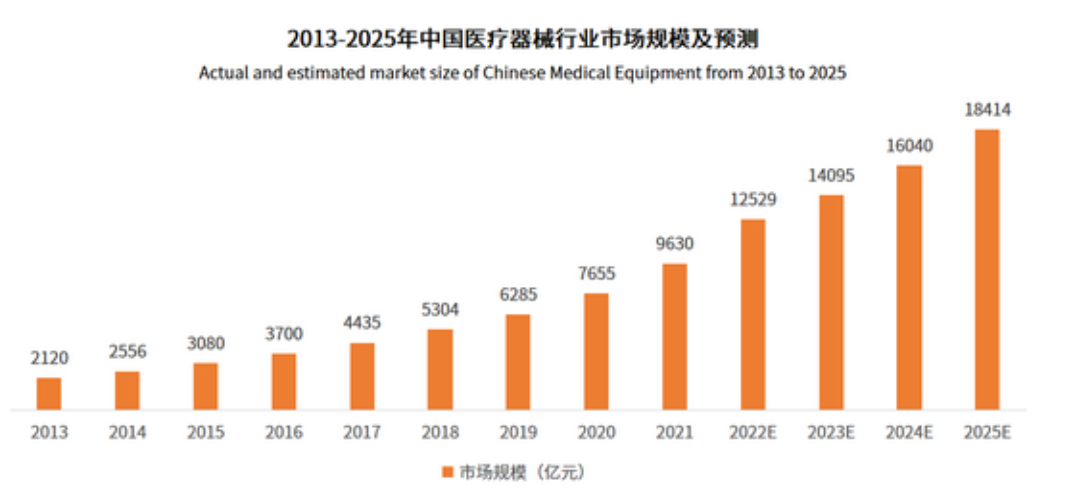 2013-2025年中国医疗器械行业市场规模及预测
Actual and estimated market size of Chinese Medical Equipment from 2013 to 2025
2120 2556 3080 3700 4435 5304 6285 7655 9630 12529 14095 16040 18414
2013 2014 2015 2016 2017 2018 2019 2020 2021 2022E 2023E 2024E 2025E
市场规模（亿元）